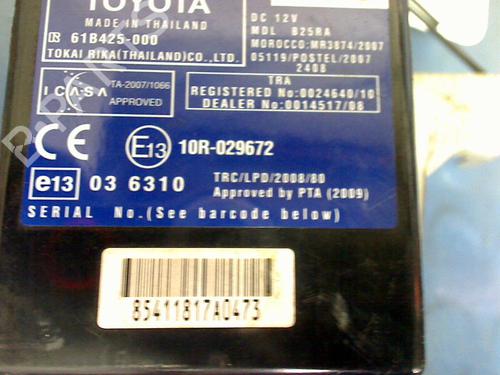 TOYOTA
MADE IN THAILAND
61B425-000
TOKAI RIKA(THAILAND)CO.,LTD.
DC 12V
MDL B25RA
MOROCCO:MR3874/2007
05119/POSTEL/2007
2408
ICASA
TA-2007/1066
APPROVED
TRA
REGISTERED No:0024640/10
DEALER No:0014517/08
CE
E13
10R-029672
e13
03 6310
TRC/LPD/2008/80
Approved by PTA (2009)
SERIAL No.(See barcode below)
85411817A0473